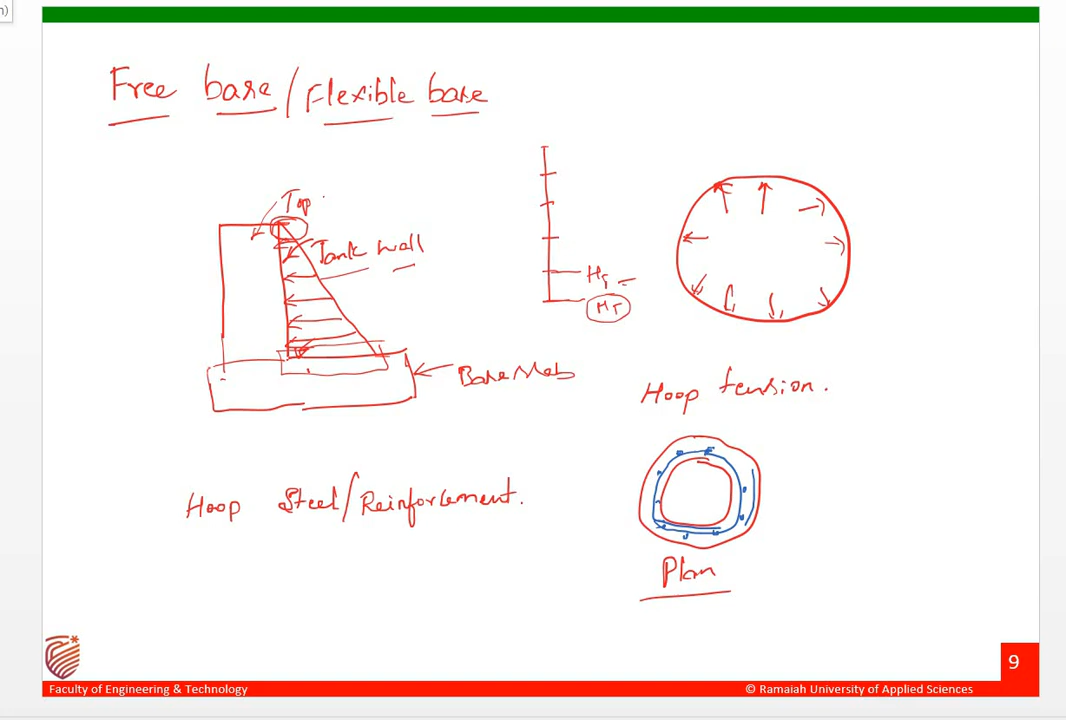 n)
Free base/Flexible base
Top
Tank wall
HT
HT
Base slab
Hoop tension.
Hoop Steel/Reinforcement.
Plan
9
Faculty of Engineering & Technology
© Ramaiah University of Applied Sciences